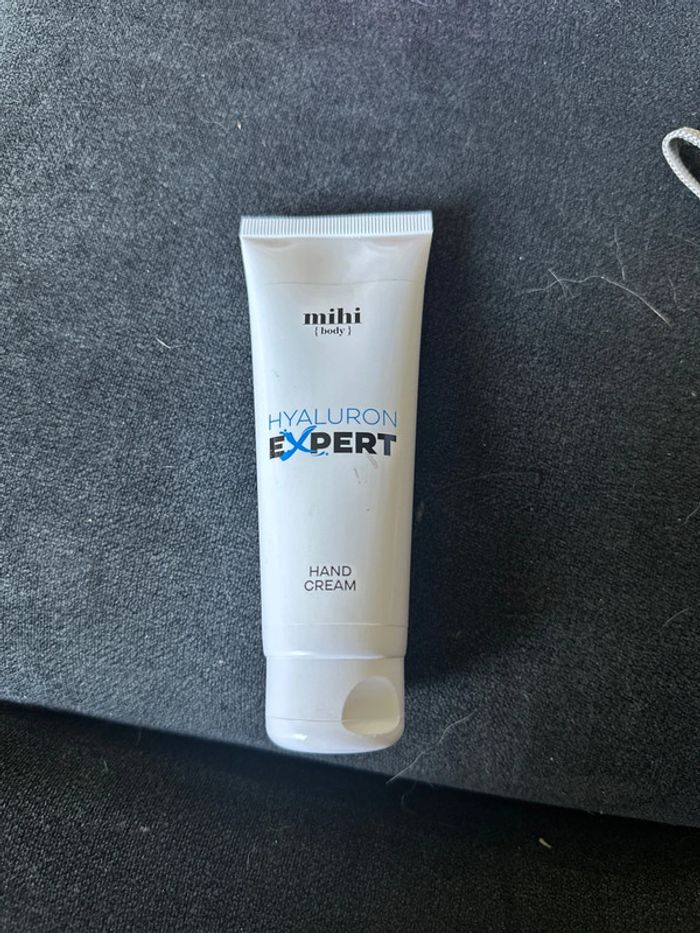 mihi
{ body }
HYALURON
EXPERT
HAND
CREAM